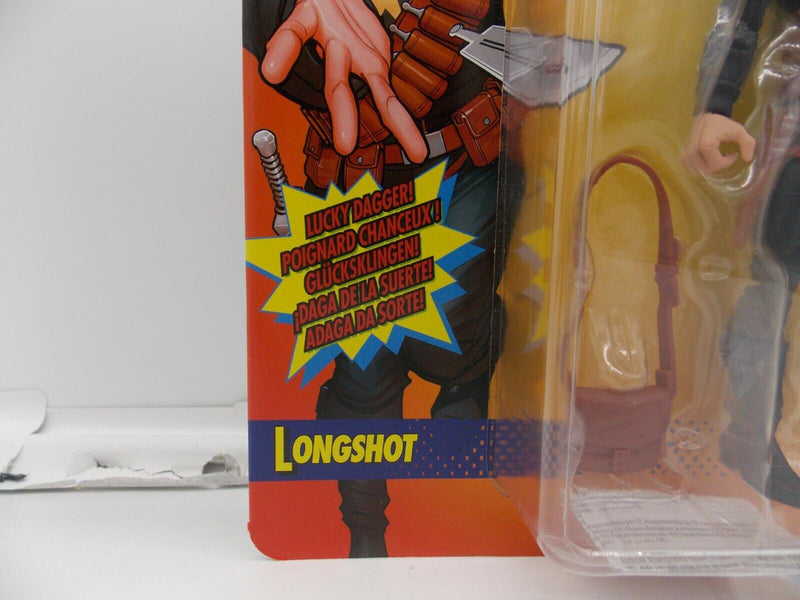 LUCKY DAGGER!
POIGNARD CHANCEUX!
GLÜCKSKLINGEN!
¡DAGA DE LA SUERTE!
ADAGA DA SORTE!
LONGSHOT